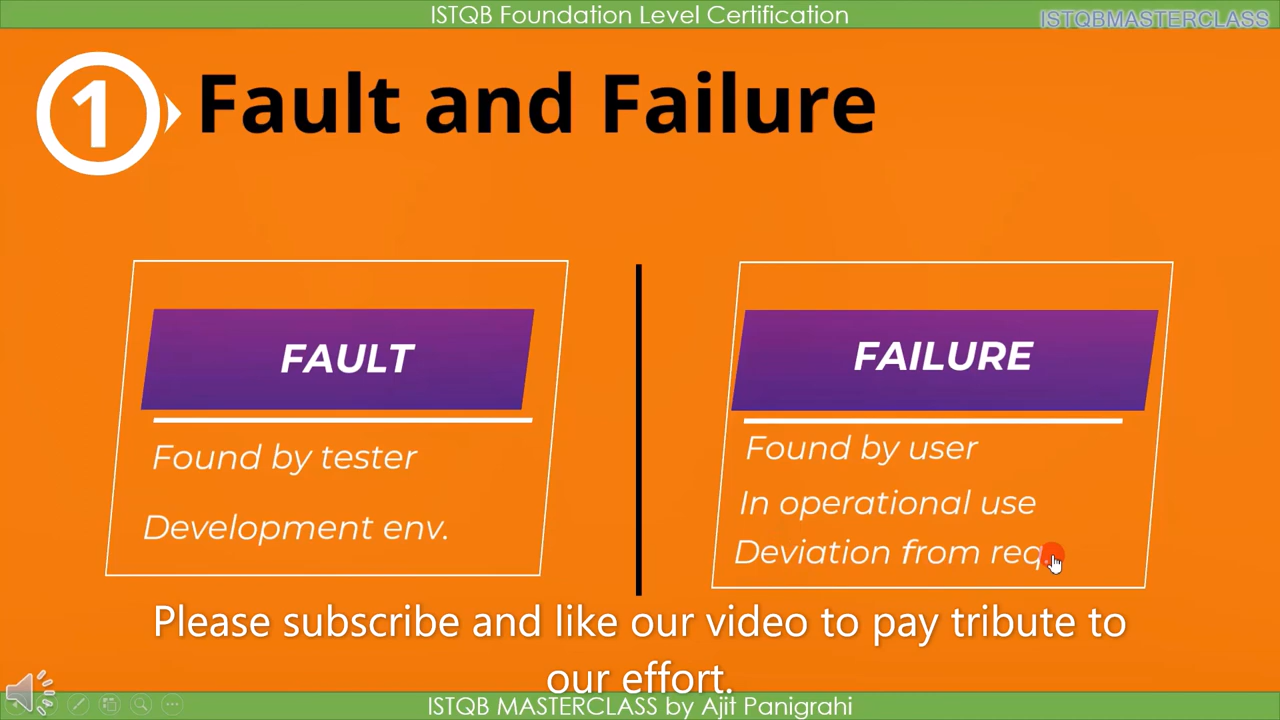 ISTQB Foundation Level Certification
ISTQBMASTERCLASS
1
Fault and Failure
FAULT
Found by tester
Development env.
FAILURE
Found by user
In operational use
Deviation from req
Please subscribe and like our video to pay tribute to
our effort.
ISTQB MASTERCLASS by Ajit Panigrahi